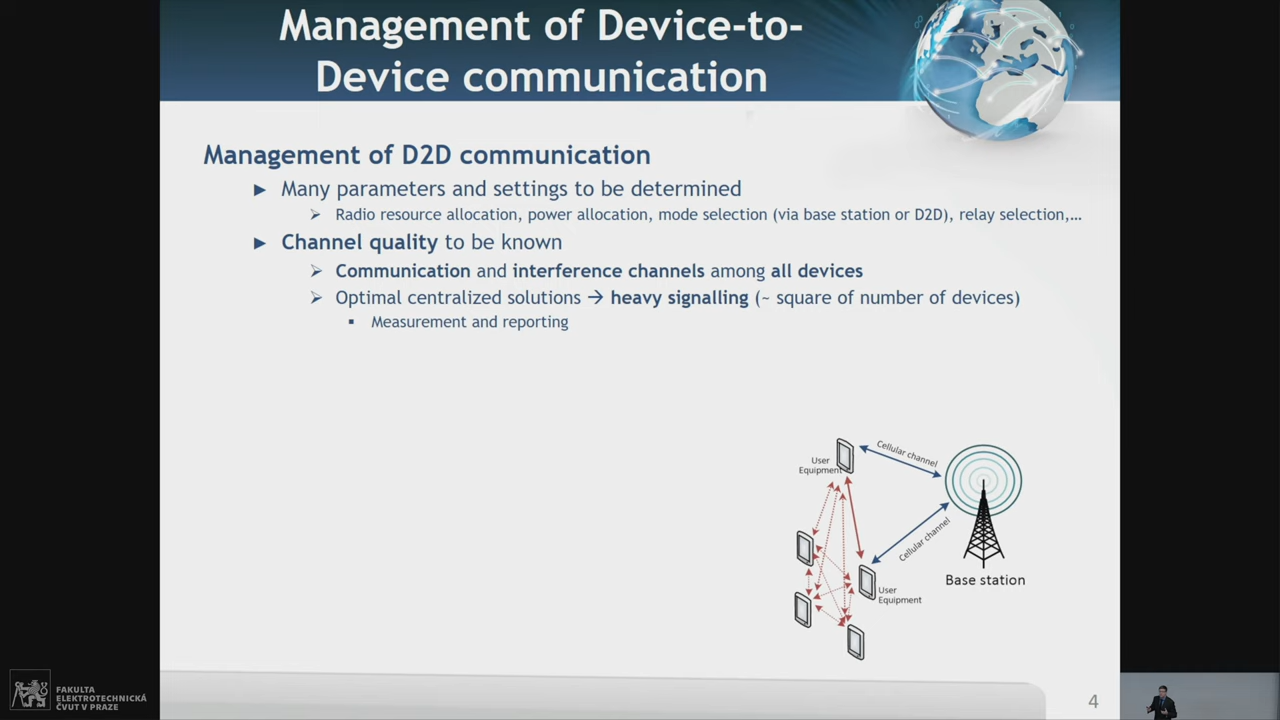 Management of Device-to-
Device communication
Management of D2D communication
► Many parameters and settings to be determined
➢ Radio resource allocation, power allocation, mode selection (via base station or D2D), relay selection,…
► Channel quality to be known
➢ Communication and interference channels among all devices
➢ Optimal centralized solutions → heavy signalling (~ square of number of devices)
▪ Measurement and reporting
User
Equipment
Cellular channel
Cellular channel
User
Equipment
Base station
4
FAKULTA
ELEKTROTECHNICKÁ
ČVUT V PRAZE